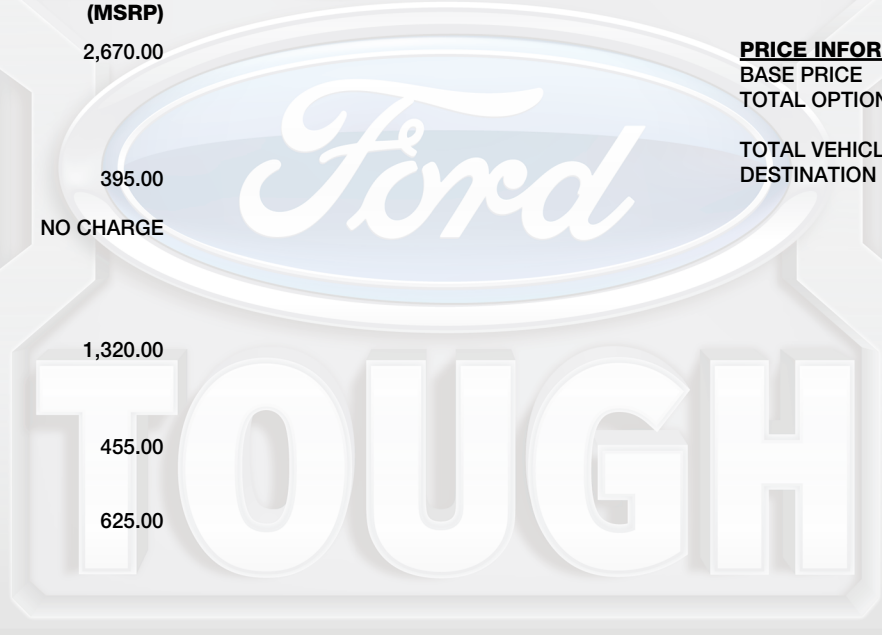 (MSRP)
2,670.00
395.00
NO CHARGE
1,320.00
455.00
625.00
PRICE INFOR
BASE PRICE
TOTAL OPTION
TOTAL VEHICL
DESTINATION
Ford
TOUGH